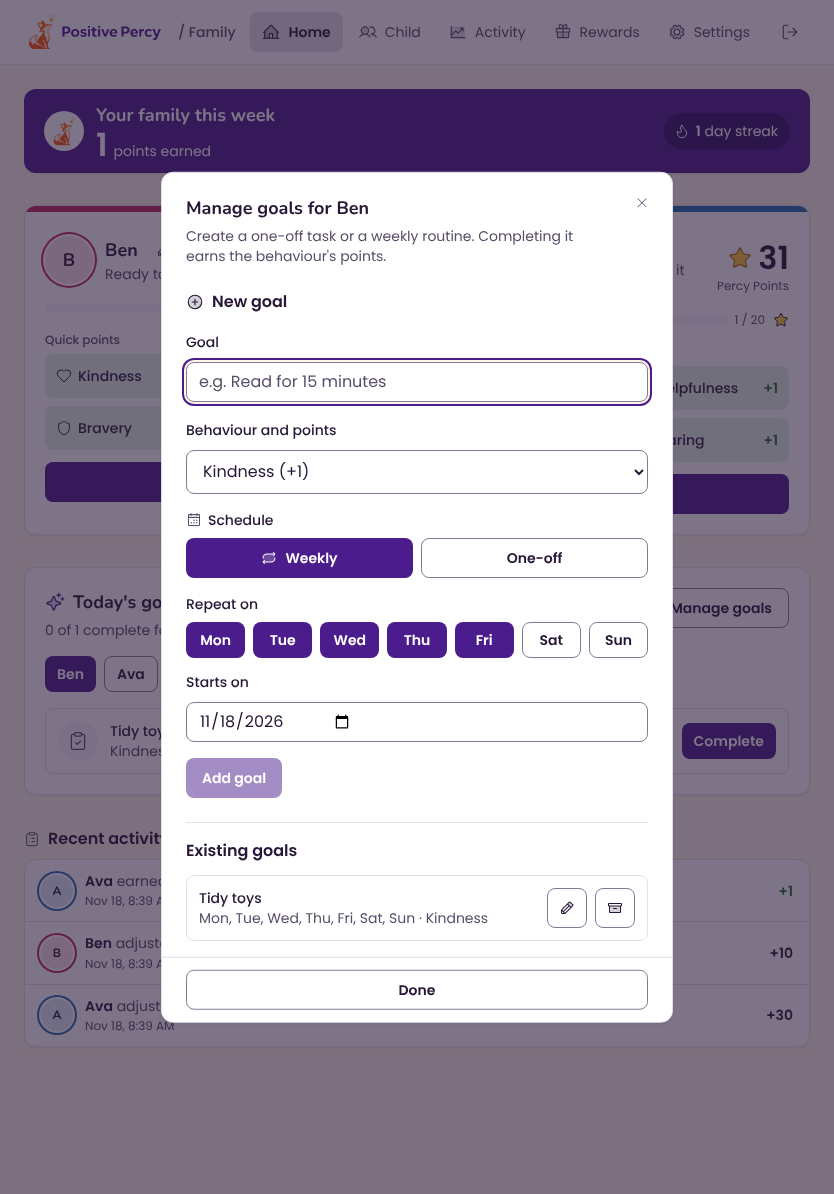 Positive Percy / Family Home Child Activity Rewards Settings
Your family this week
1 points earned
1 day streak
Manage goals for Ben
Create a one-off task or a weekly routine. Completing it
earns the behaviour's points.
New goal
Goal
e.g. Read for 15 minutes
Behaviour and points
Kindness (+1)
Schedule
Weekly One-off
Repeat on
Mon Tue Wed Thu Fri Sat Sun
Starts on
11/18/2026
Add goal
Existing goals
Tidy toys
Mon, Tue, Wed, Thu, Fri, Sat, Sun · Kindness
Done
B
Ben
Ready
it
31
Percy Points
1 / 20
Quick points
Kindness
+1
Bravery
+1
Today's
0 of 1 complete
Manage goals
Ben Ava
Tidy
Complete
Recent
A
Ava
Nov 18, 8:39
+1
B
Ben
Nov 18, 8:39
+10
A
Ava
Nov 18, 8:39 AM
+30